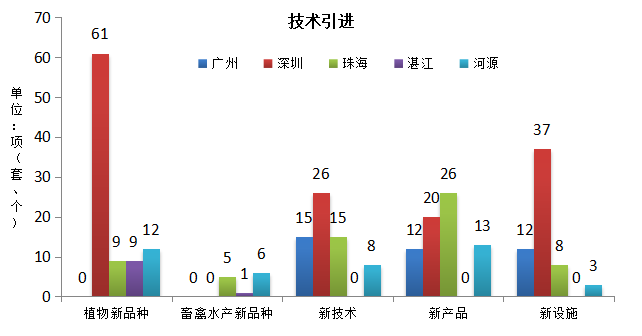 技术引进
广州 深圳 珠海 湛江 河源
单位：项（套、个）
70
60
50
40
30
20
10
0
0 61 9 9 12
0 0 5 1 6
15 26 15 0 8
12 20 26 0 13
12 37 8 0 3
植物新品种 畜禽水产新品种 新技术 新产品 新设施